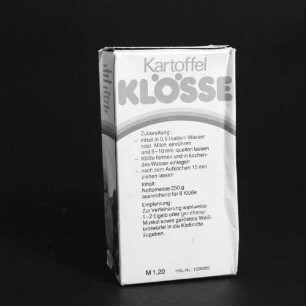 Kartoffel
KLÖSSE
Zubereitung:
– Inhalt in 0,5 l kaltem Wasser
oder Milch einrühren
und 5–10 min quellen lassen
– Klöße formen und in kochen-
des Wasser einlegen
– nach dem Aufkochen 15 min
ziehen lassen
Inhalt:
Nettomasse 250 g
ausreichend für 8 Klöße
Empfehlung:
Zur Verfeinerung wahlweise
1–2 Eigelb oder geriebener
Muskat sowie geröstete Weiß-
brotwürfel in die Kloßmitte
zugeben.
M 1,20